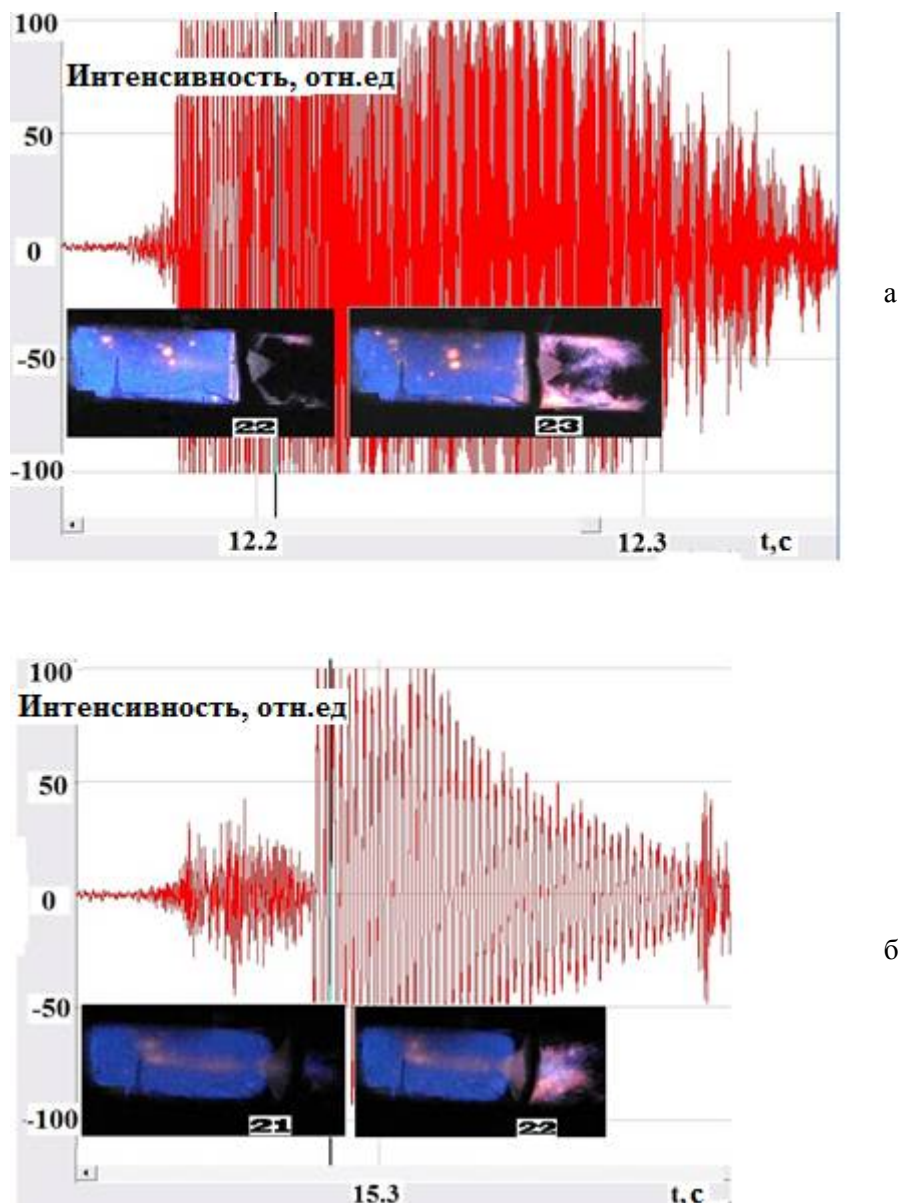 100
Интенсивность, отн.ед
50
0
а
-50
22 23
-100
12.2 12.3 t,с
100
Интенсивность, отн.ед
50
0
б
-50
21 22
-100
15.3 t,с